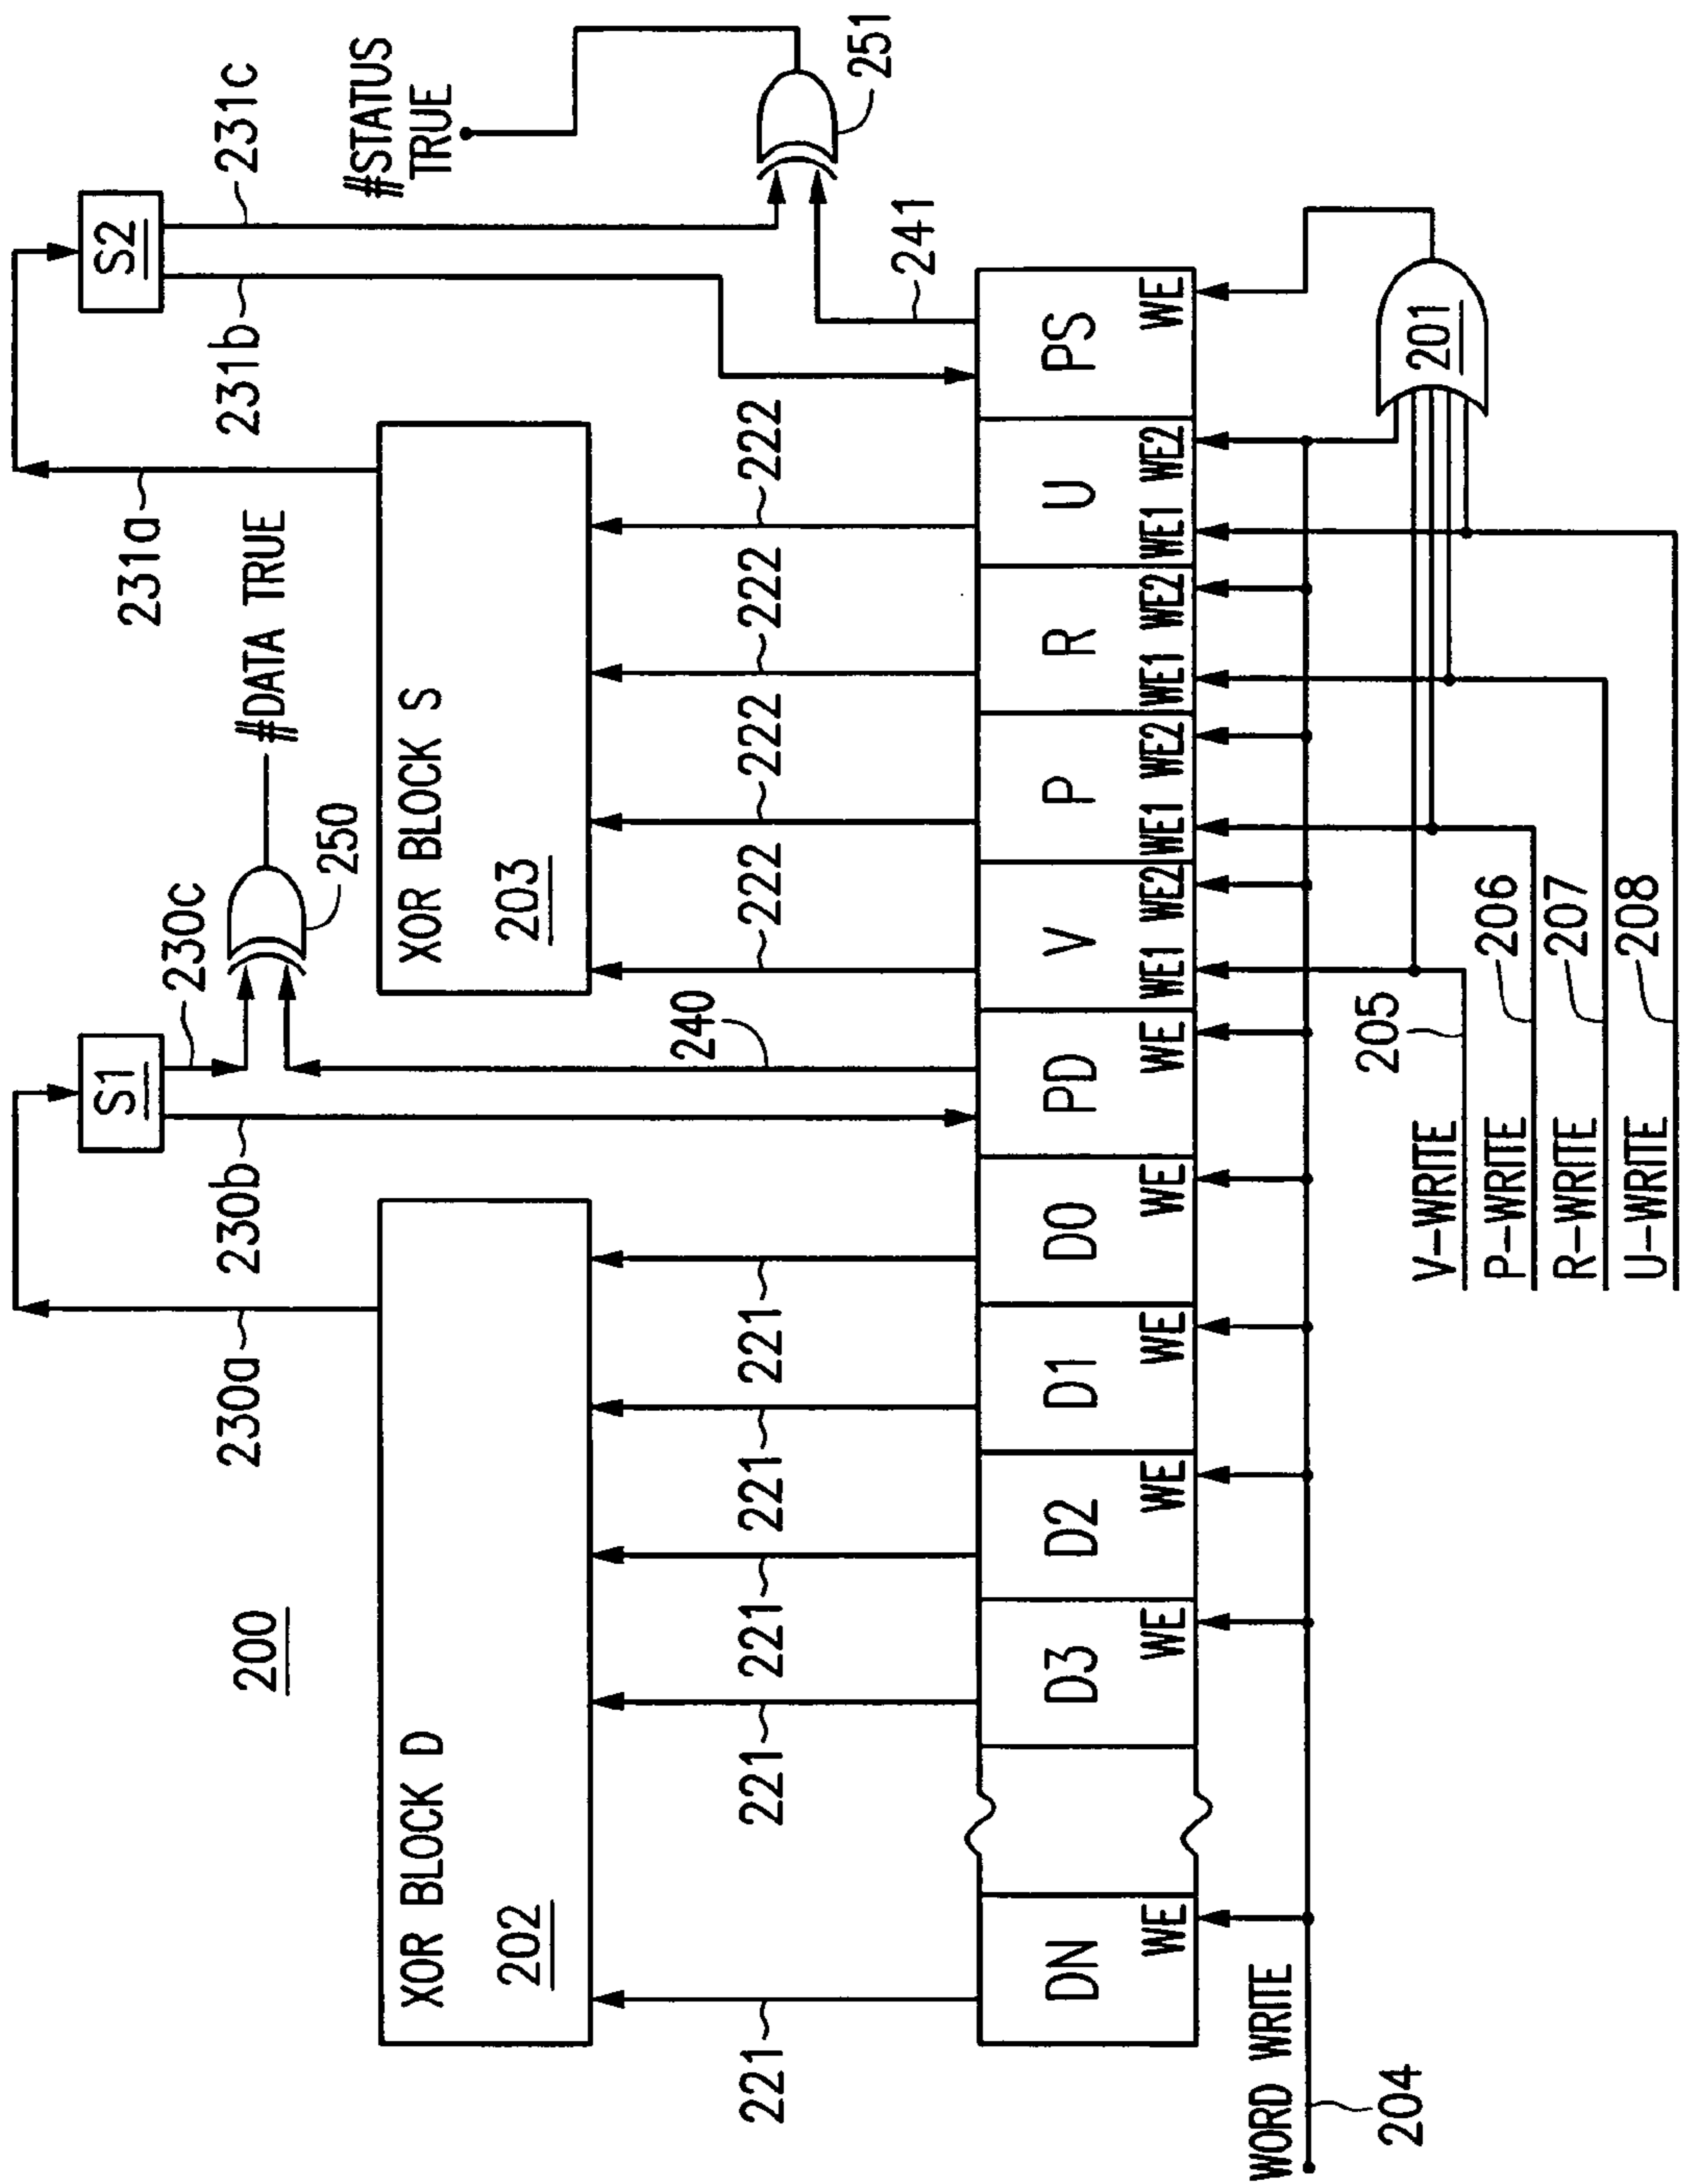 S1
S2
230a
230b
230c
231a
231b
231c
#STATUS
TRUE
251
200
250
#DATA TRUE
XOR BLOCK D
202
XOR BLOCK S
203
221
221
221
221
221
240
222
222
222
222
241
DN
D3
D2
D1
D0
PD
V
P
R
U
PS
WE
WE
WE
WE
WE
WE
WE1 WE2
WE1 WE2
WE1 WE2
WE1 WE2
WE
WORD WRITE
204
201
V-WRITE
205
P-WRITE
206
R-WRITE
207
U-WRITE
208